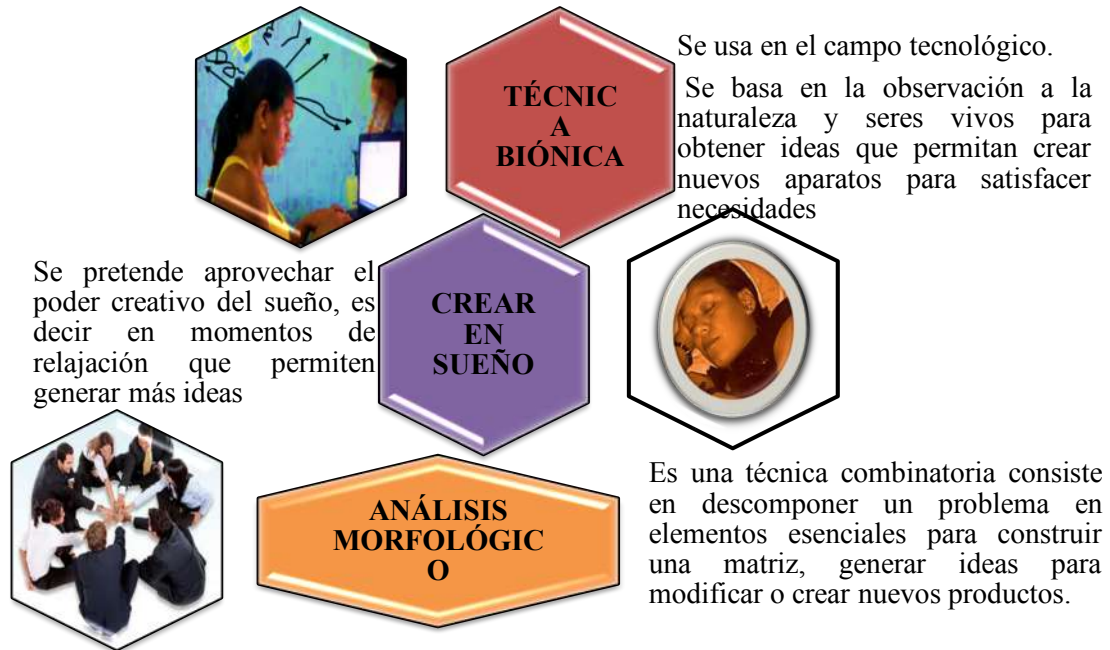 TÉCNIC
A
BIÓNICA
Se usa en el campo tecnológico.
Se basa en la observación a la
naturaleza y seres vivos para
obtener ideas que permitan crear
nuevos aparatos para satisfacer
necesidades
Se pretende aprovechar el
poder creativo del sueño, es
decir en momentos de
relajación que permiten
generar más ideas
CREAR
EN
SUEÑO
ANÁLISIS
MORFOLÓGIC
O
Es una técnica combinatoria consiste
en descomponer un problema en
elementos esenciales para construir
una matriz, generar ideas para
modificar o crear nuevos productos.